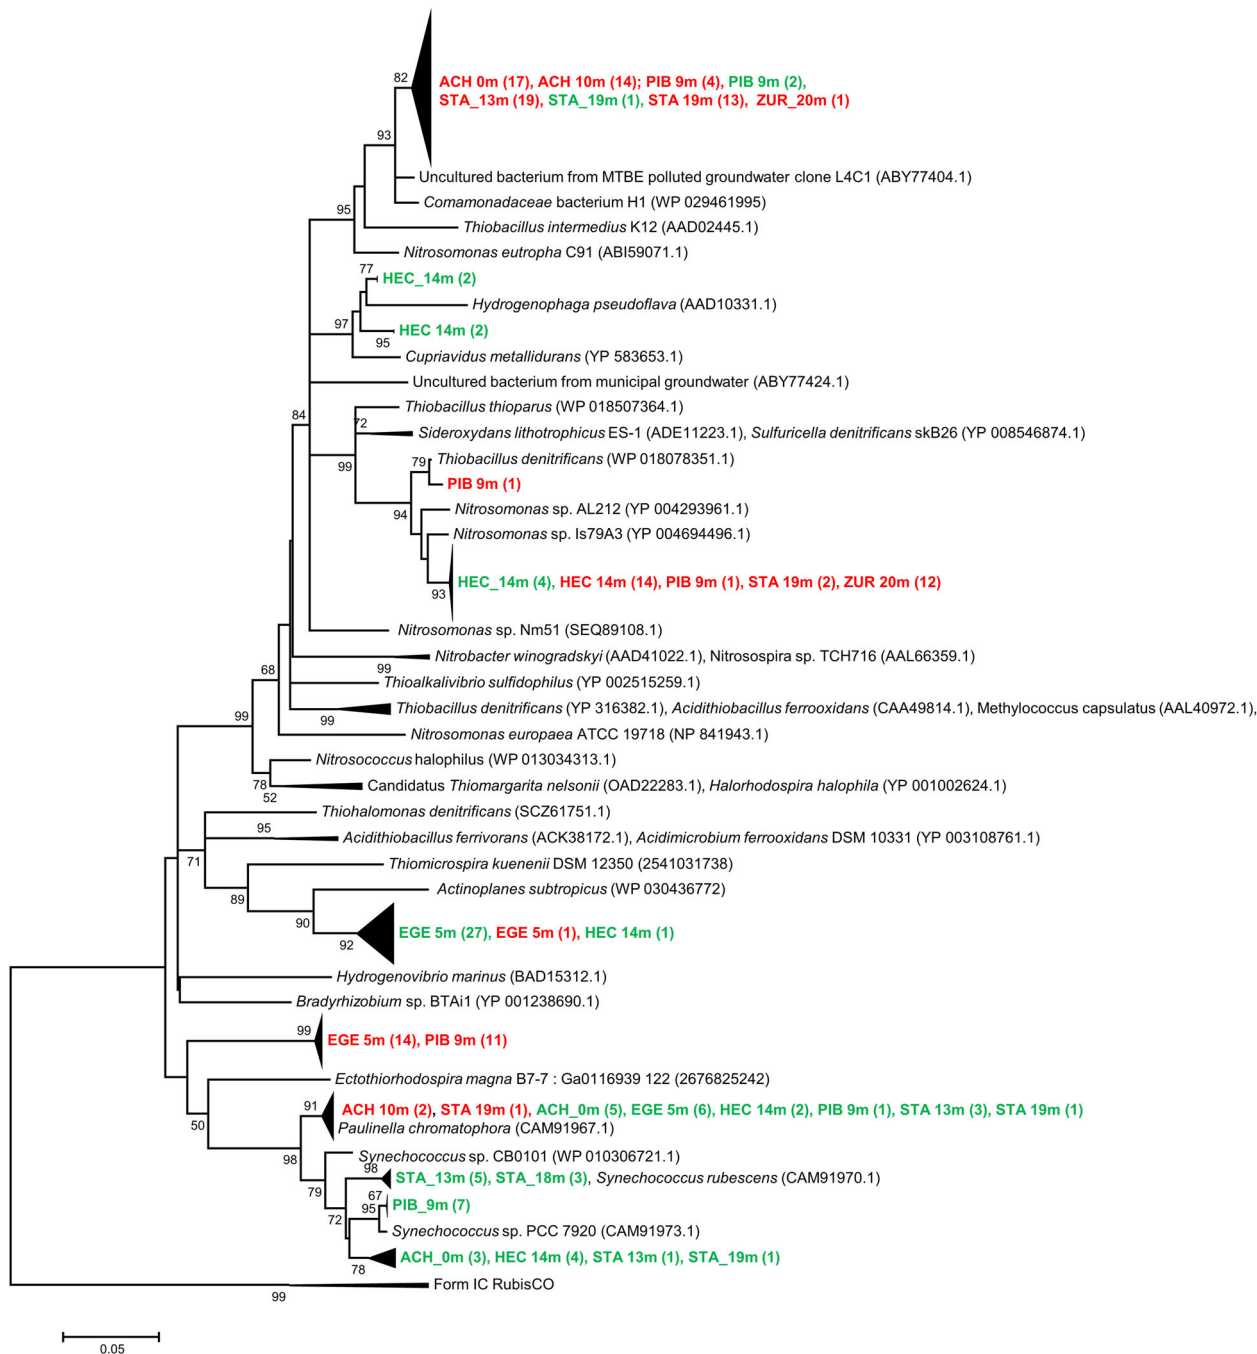 82
ACH 0m (17), ACH 10m (14); PIB 9m (4), PIB 9m (2),
STA_13m (19), STA_19m (1), STA 19m (13), ZUR_20m (1)
93
Uncultured bacterium from MTBE polluted groundwater clone L4C1 (ABY77404.1)
Comamonadaceae bacterium H1 (WP 029461995)
95
Thiobacillus intermedius K12 (AAD02445.1)
Nitrosomonas eutropha C91 (ABI59071.1)
77
HEC_14m (2)
Hydrogenophaga pseudoflava (AAD10331.1)
97
HEC 14m (2)
95
Cupriavidus metallidurans (YP 583653.1)
Uncultured bacterium from municipal groundwater (ABY77424.1)
84
Thiobacillus thioparus (WP 018507364.1)
72
Sideroxydans lithotrophicus ES-1 (ADE11223.1), Sulfuricella denitrificans skB26 (YP 008546874.1)
99
79
Thiobacillus denitrificans (WP 018078351.1)
PIB 9m (1)
94
Nitrosomonas sp. AL212 (YP 004293961.1)
Nitrosomonas sp. Is79A3 (YP 004694496.1)
93
HEC_14m (4), HEC 14m (14), PIB 9m (1), STA 19m (2), ZUR 20m (12)
Nitrosomonas sp. Nm51 (SEQ89108.1)
Nitrobacter winogradskyi (AAD41022.1), Nitrosospira sp. TCH716 (AAL66359.1)
99
68
Thioalkalivibrio sulfidophilus (YP 002515259.1)
Thiobacillus denitrificans (YP 316382.1), Acidithiobacillus ferrooxidans (CAA49814.1), Methylococcus capsulatus (AAL40972.1),
99
99
Nitrosomonas europaea ATCC 19718 (NP 841943.1)
Nitrosococcus halophilus (WP 013034313.1)
78
Candidatus Thiomargarita nelsonii (OAD22283.1), Halorhodospira halophila (YP 001002624.1)
52
Thiohalomonas denitrificans (SCZ61751.1)
95
Acidithiobacillus ferrivorans (ACK38172.1), Acidimicrobium ferrooxidans DSM 10331 (YP 003108761.1)
71
Thiomicrospira kuenenii DSM 12350 (2541031738)
89
Actinoplanes subtropicus (WP 030436772)
90
92
EGE 5m (27), EGE 5m (1), HEC 14m (1)
Hydrogenovibrio marinus (BAD15312.1)
Bradyrhizobium sp. BTAi1 (YP 001238690.1)
99
EGE 5m (14), PIB 9m (11)
Ectothiorhodospira magna B7-7 : Ga0116939 122 (2676825242)
91
ACH 10m (2), STA 19m (1), ACH_0m (5), EGE 5m (6), HEC 14m (2), PIB 9m (1), STA 13m (3), STA 19m (1)
50
Paulinella chromatophora (CAM91967.1)
98
Synechococcus sp. CB0101 (WP 010306721.1)
98
STA_13m (5), STA_18m (3), Synechococcus rubescens (CAM91970.1)
79
67
95
PIB_9m (7)
72
Synechococcus sp. PCC 7920 (CAM91973.1)
78
ACH_0m (3), HEC 14m (4), STA 13m (1), STA_19m (1)
Form IC RubisCO
99
0.05